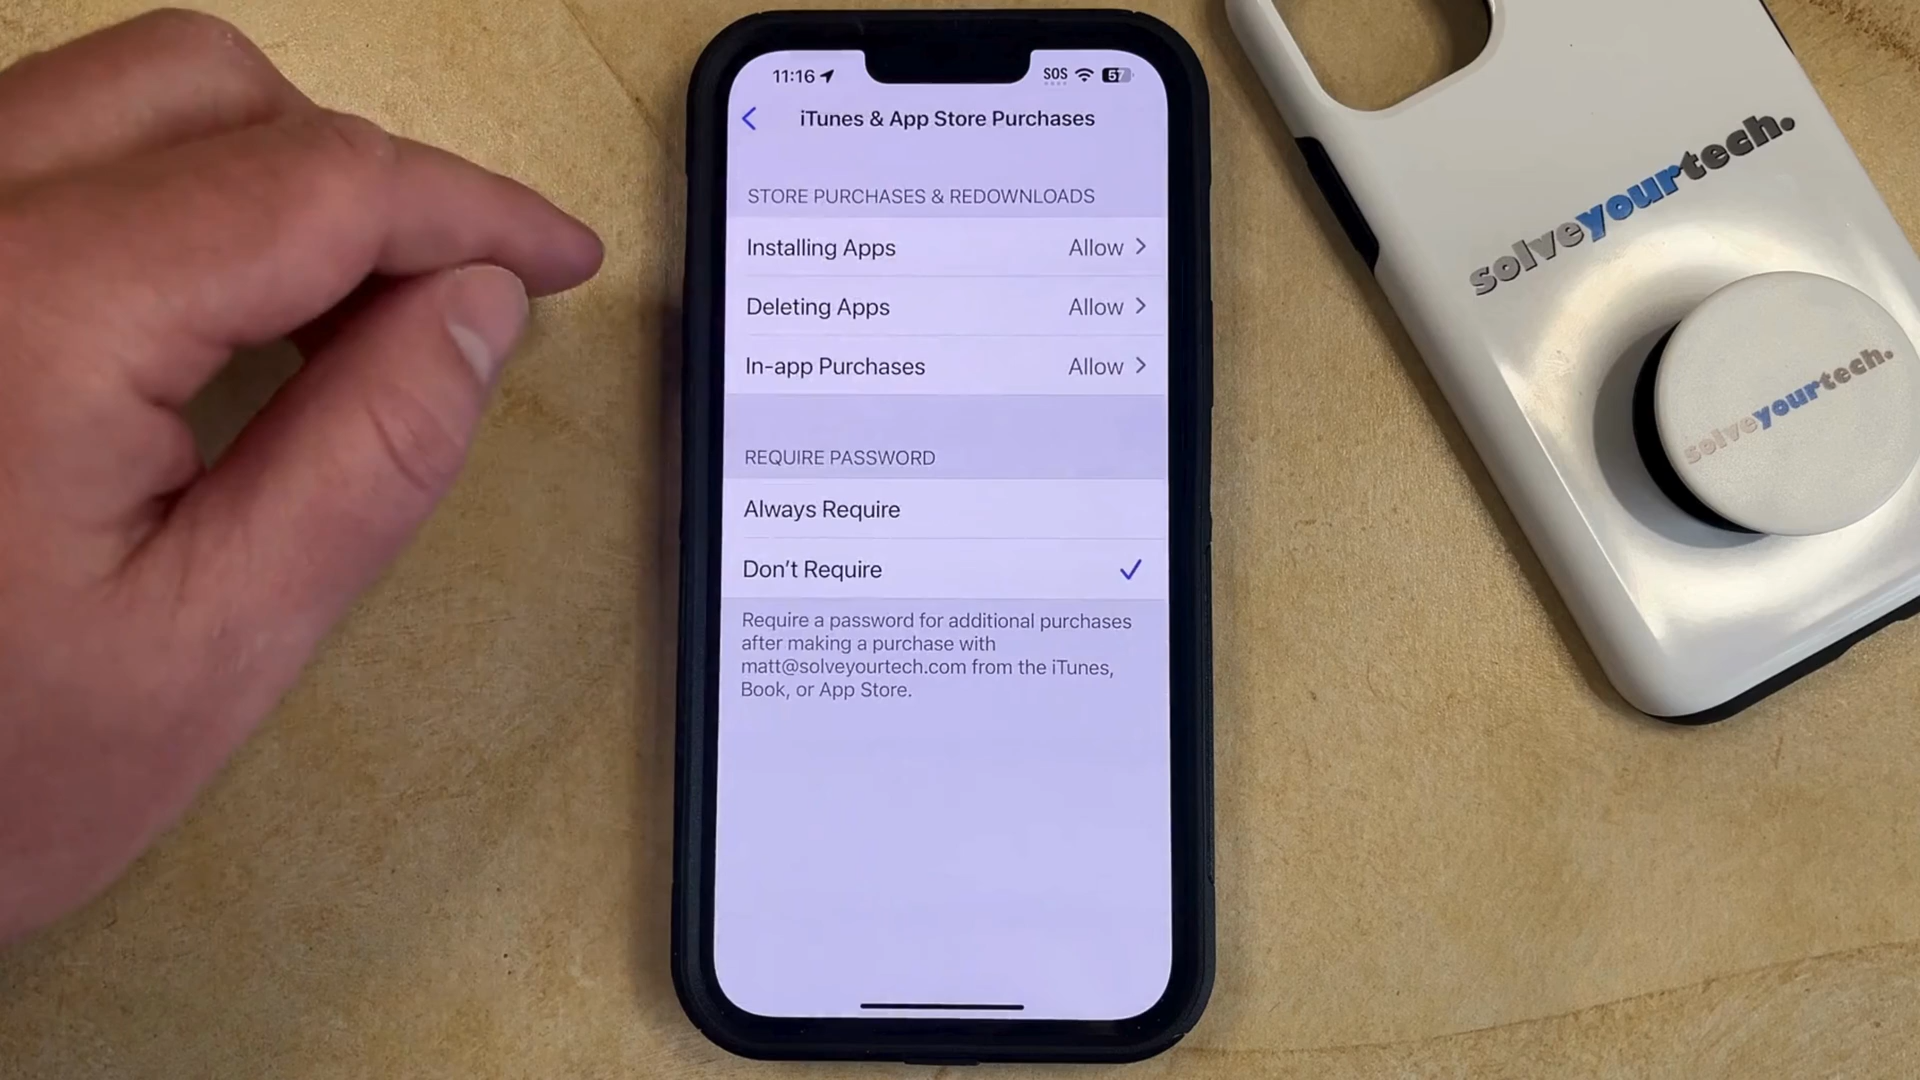 11:16
SOS
57
iTunes & App Store Purchases
STORE PURCHASES & REDOWNLOADS
Installing Apps Allow
Deleting Apps Allow
In-app Purchases Allow
REQUIRE PASSWORD
Always Require
Don't Require
Require a password for additional purchases
after making a purchase with
matt@solveyourtech.com from the iTunes,
Book, or App Store.
solveyourtech.
solveyourtech.